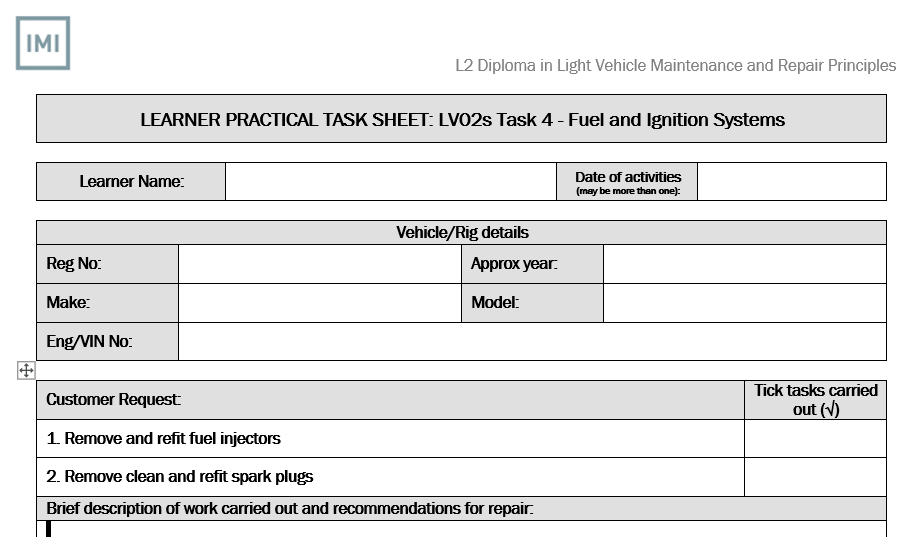 IMI
L2 Diploma in Light Vehicle Maintenance and Repair Principles
LEARNER PRACTICAL TASK SHEET: LV02s Task 4 - Fuel and Ignition Systems
Learner Name:
Date of activities
(may be more than one):
Vehicle/Rig details
Reg No:
Approx year:
Make:
Model:
Eng/VIN No:
Customer Request:
Tick tasks carried
out (√)
1. Remove and refit fuel injectors
2. Remove clean and refit spark plugs
Brief description of work carried out and recommendations for repair: